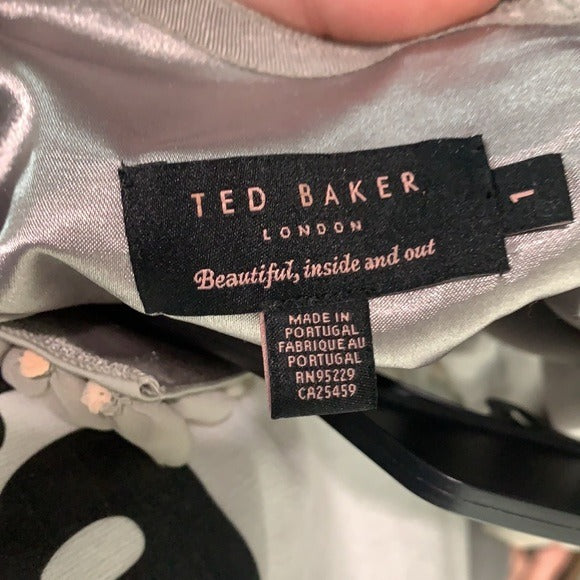 TED BAKER
LONDON
Beautiful, inside and out
1
MADE IN
PORTUGAL
FABRIQUE AU
PORTUGAL
RN95229
CA25459